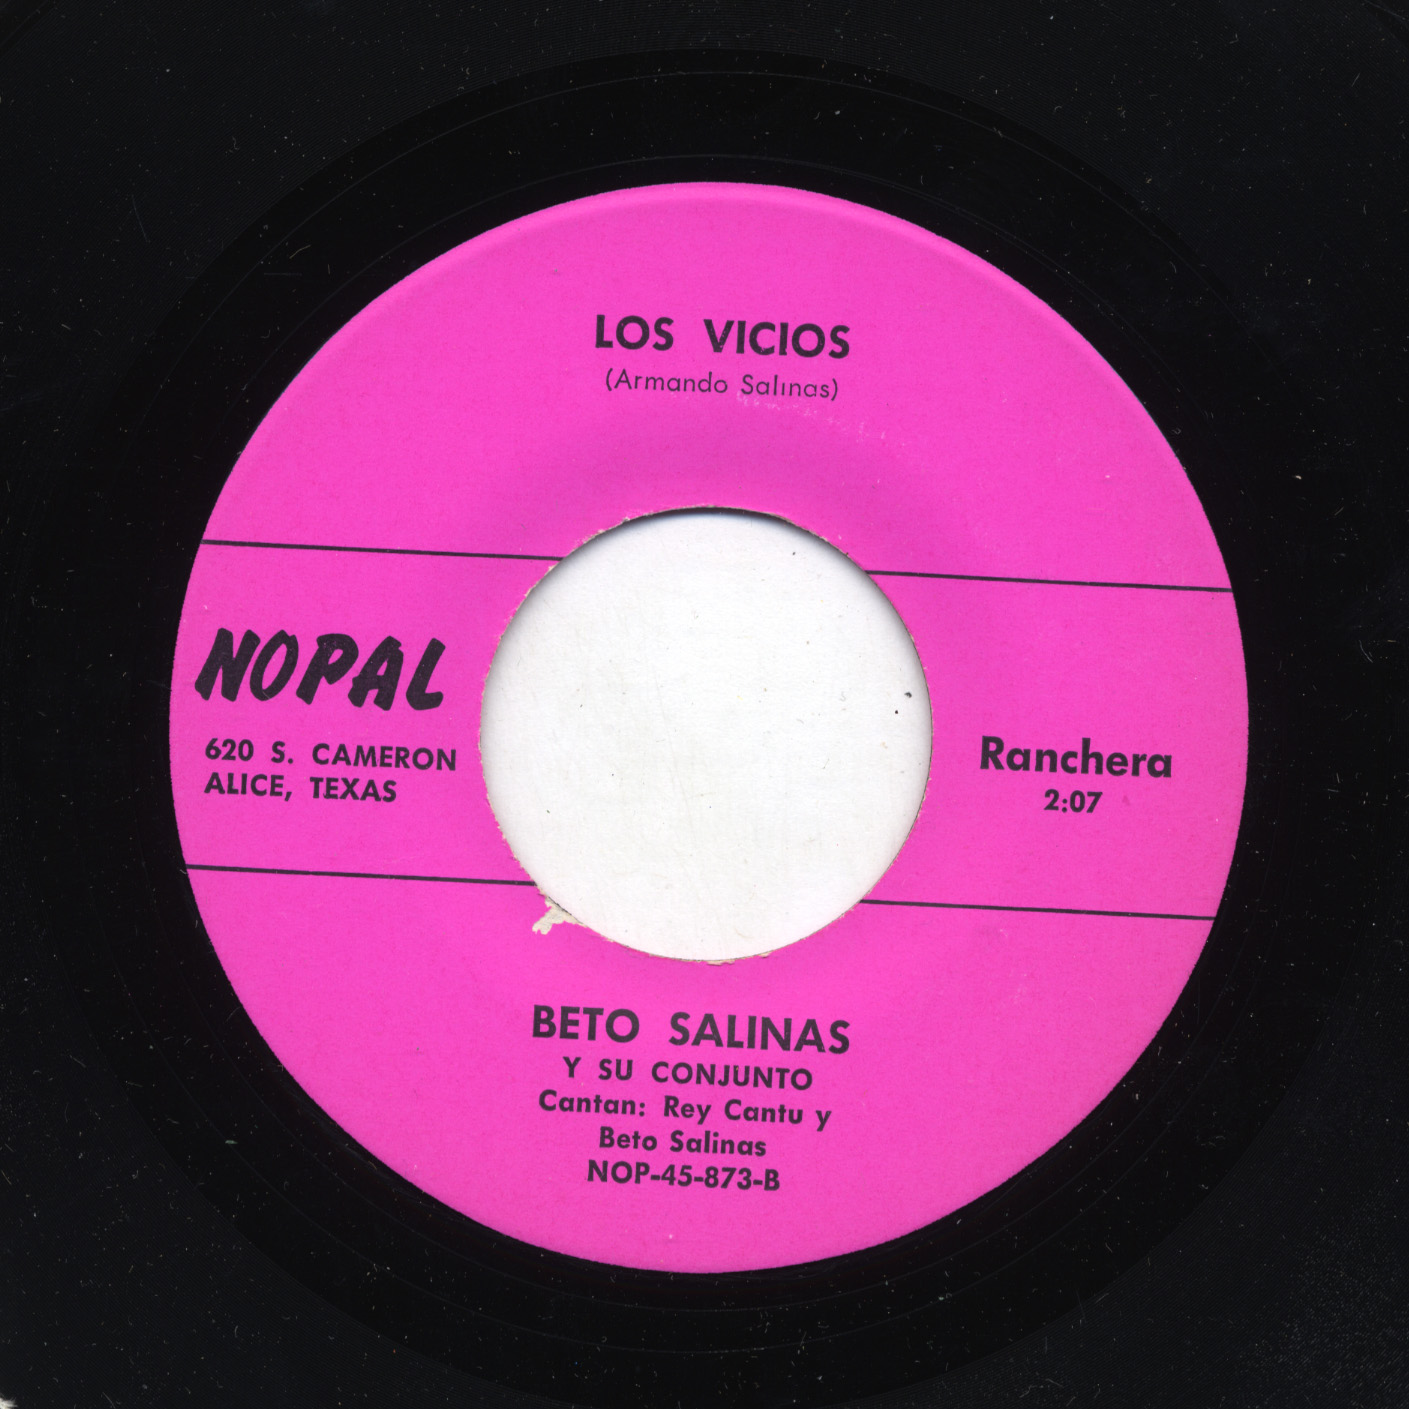 LOS VICIOS
(Armando Salinas)
NOPAL
620 S. CAMERON
ALICE, TEXAS
Ranchera
2:07
BETO SALINAS
Y SU CONJUNTO
Cantan: Rey Cantu y
Beto Salinas
NOP-45-873-B